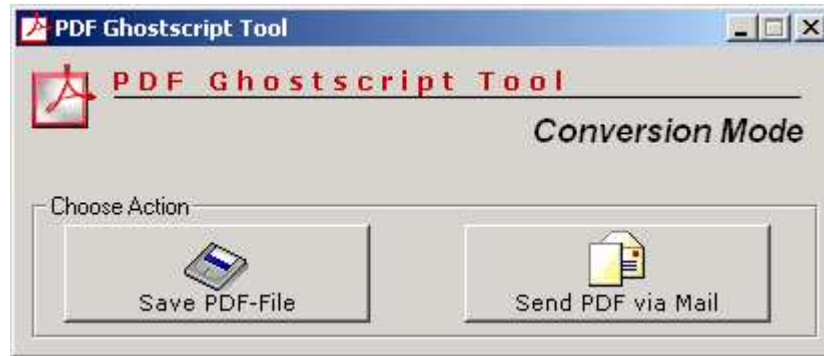 PDF Ghostscript Tool
PDF Ghostscript Tool
Conversion Mode
Choose Action
Save PDF-File
Send PDF via Mail